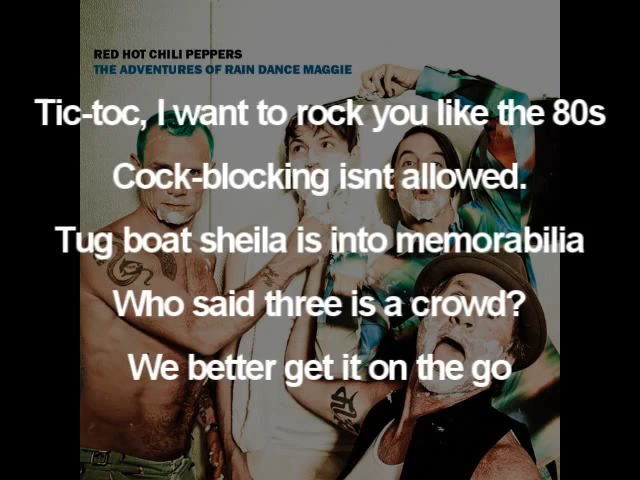 RED HOT CHILI PEPPERS
THE ADVENTURES OF RAIN DANCE MAGGIE
Tic-toc, I want to rock you like the 80s
Cock-blocking isnt allowed.
Tug boat sheila is into memorabilia
Who said three is a crowd?
We better get it on the go